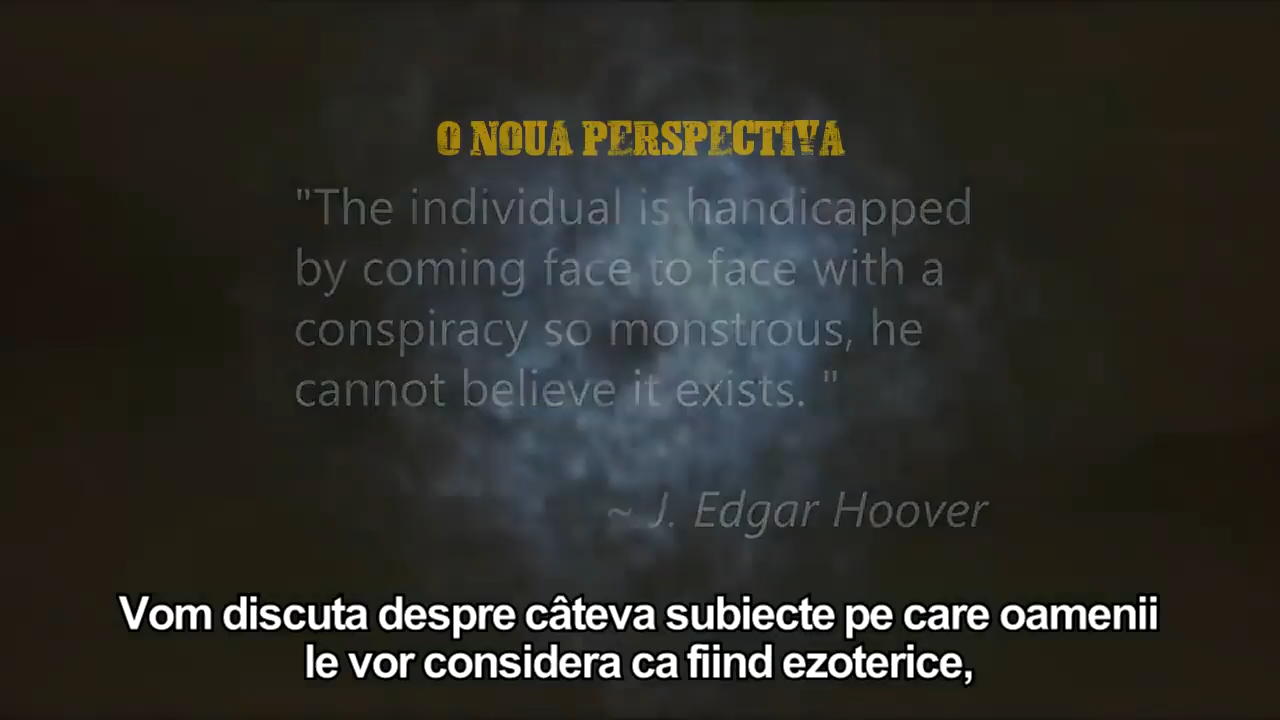 O NOUA PERSPECTIVA
"The individual is handicapped
by coming face to face with a
conspiracy so monstrous, he
cannot believe it exists. "
~ J. Edgar Hoover
Vom discuta despre câteva subiecte pe care oamenii
le vor considera ca fiind ezoterice,